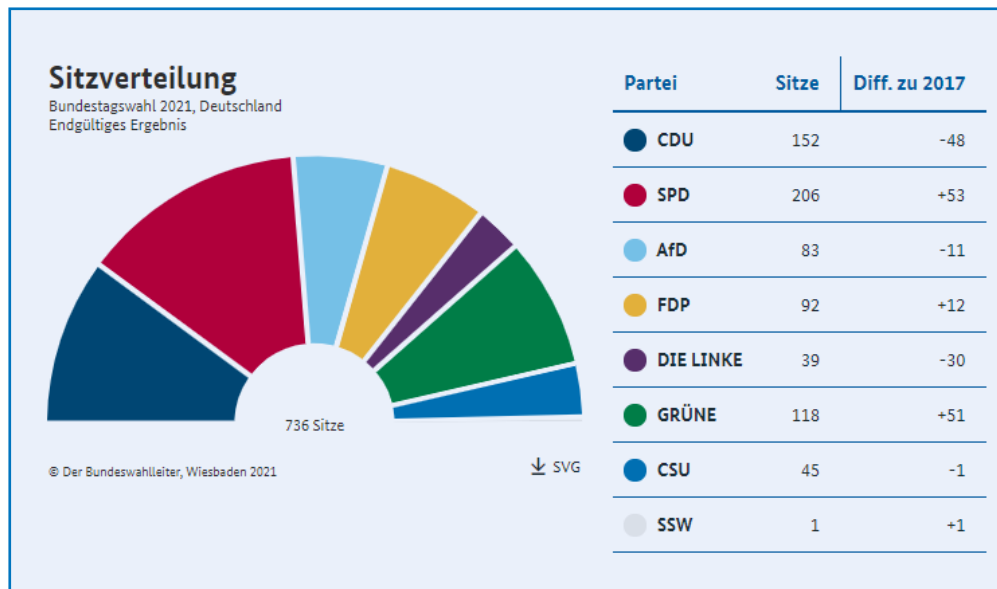 Sitzverteilung
Bundestagswahl 2021, Deutschland
Endgültiges Ergebnis
736 Sitze
© Der Bundeswahlleiter, Wiesbaden 2021
SVG
Partei Sitze Diff. zu 2017
CDU 152 -48
SPD 206 +53
AfD 83 -11
FDP 92 +12
DIE LINKE 39 -30
GRÜNE 118 +51
CSU 45 -1
SSW 1 +1